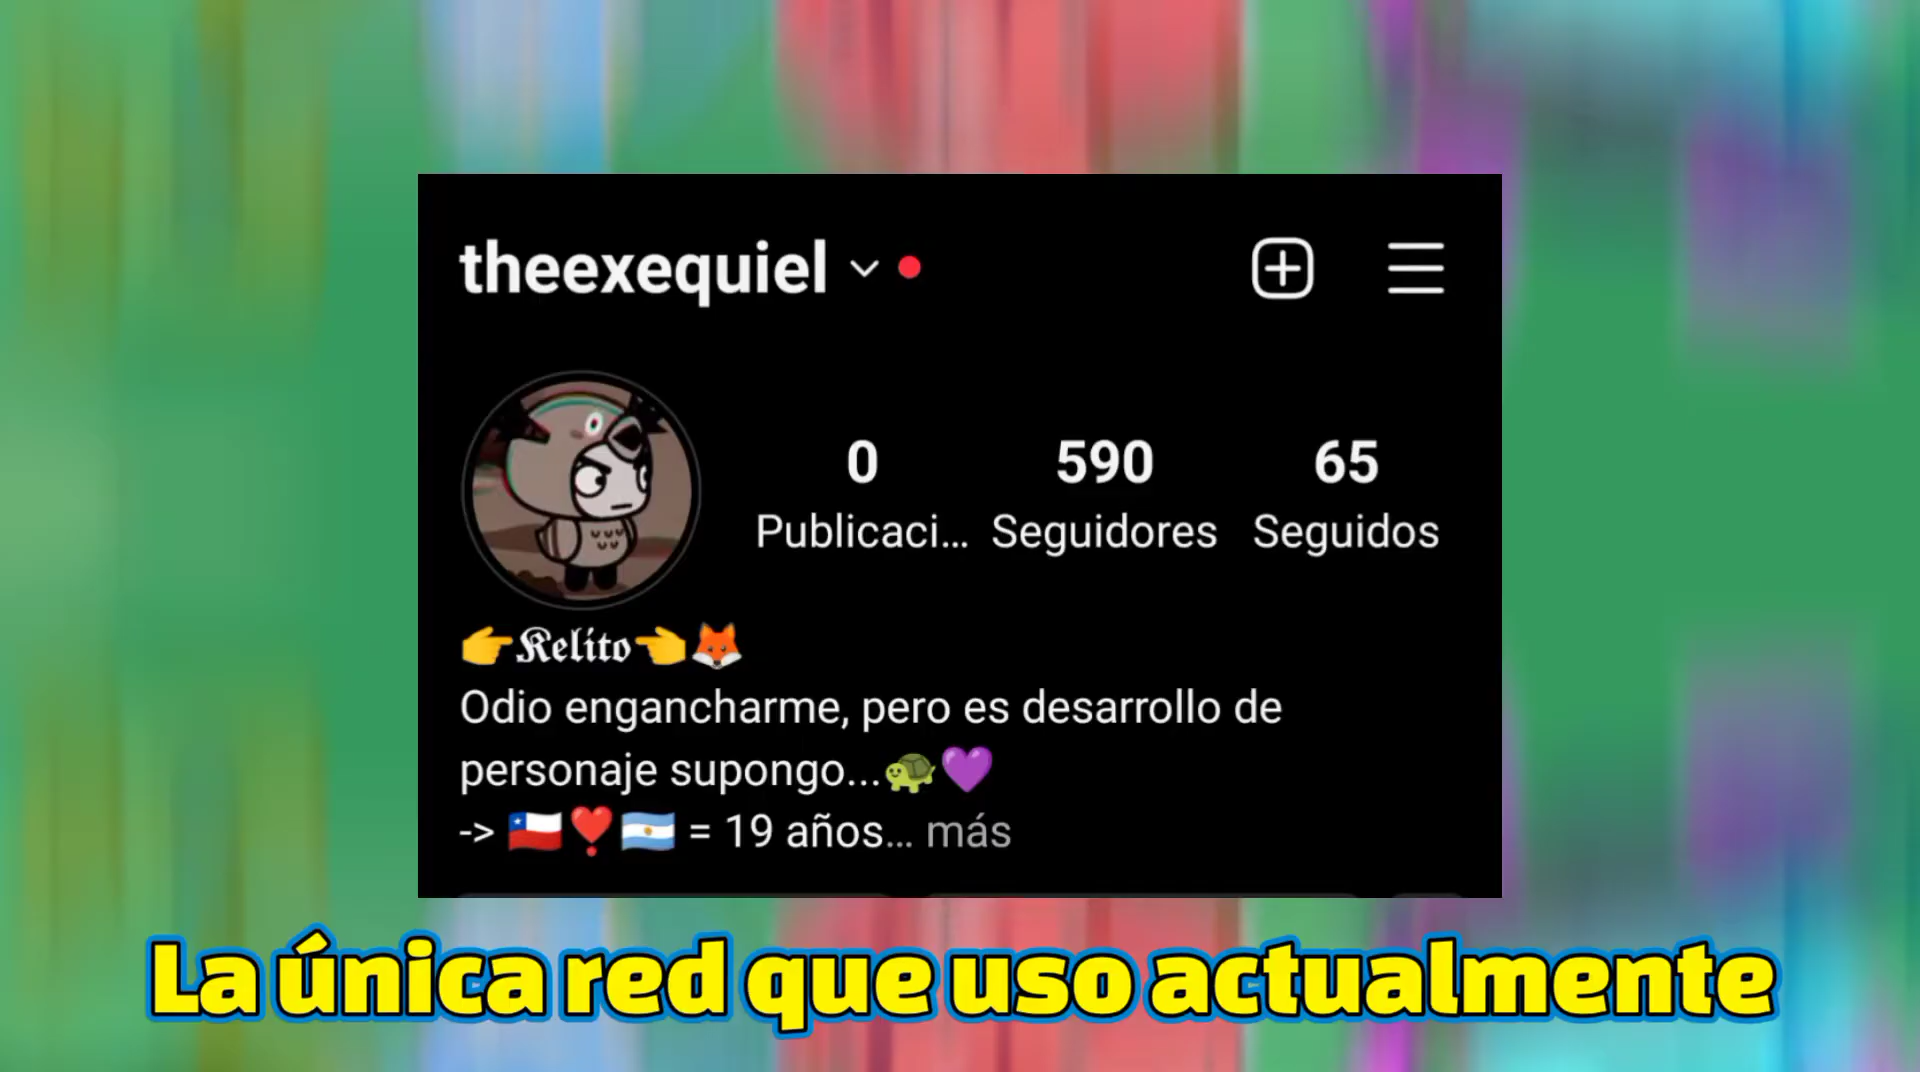 theexequiel
0 590 65
Publicaci... Seguidores Seguidos
👉𝕶𝖊𝖑𝖎𝖙𝖔👈🦊
Odio engancharme, pero es desarrollo de
personaje supongo...🐢💜
-> 🇨🇱❣️🇦🇷 = 19 años... más
La única red que uso actualmente